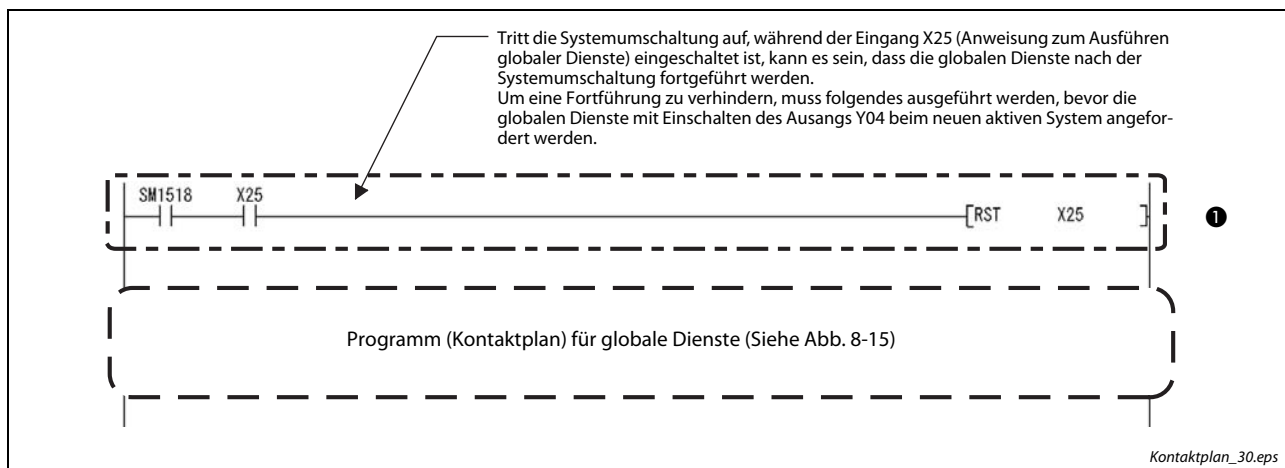 Tritt die Systemumschaltung auf, während der Eingang X25 (Anweisung zum Ausführen
globaler Dienste) eingeschaltet ist, kann es sein, dass die globalen Dienste nach der
Systemumschaltung fortgeführt werden.
Um eine Fortführung zu verhindern, muss folgendes ausgeführt werden, bevor die
globalen Dienste mit Einschalten des Ausangs Y04 beim neuen aktiven System angefor-
dert werden.
SM1518 X25
[RST X25 ]
❶
Programm (Kontaktplan) für globale Dienste (Siehe Abb. 8-15)
Kontaktplan_30.eps